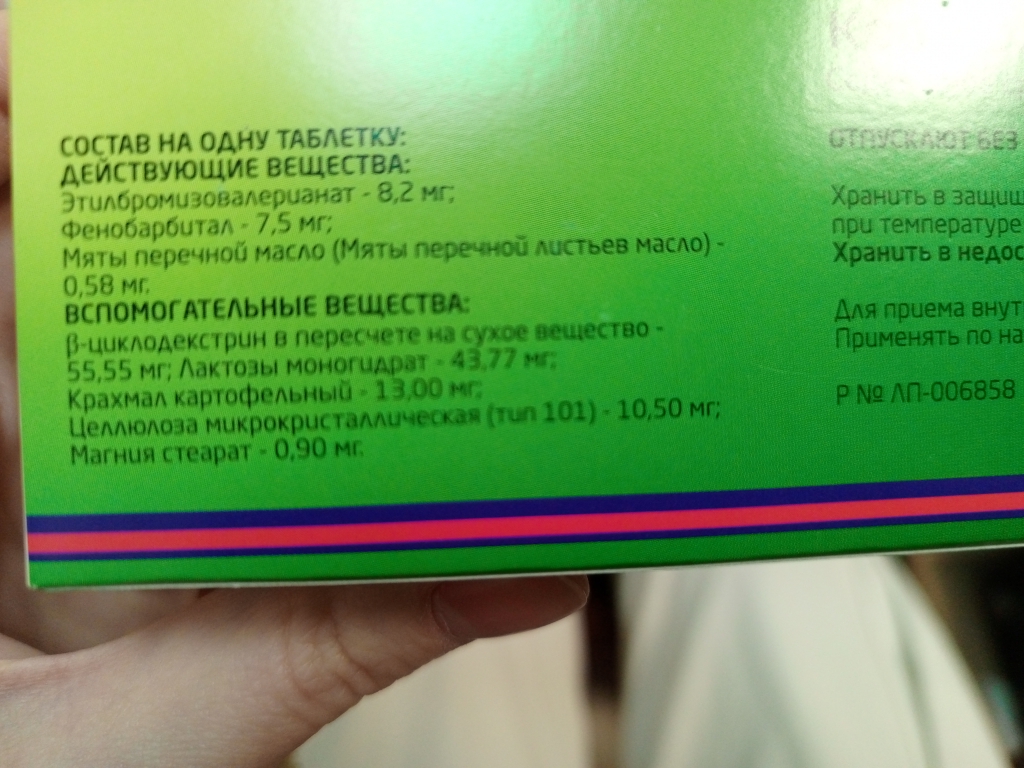 СОСТАВ НА ОДНУ ТАБЛЕТКУ:
ДЕЙСТВУЮЩИЕ ВЕЩЕСТВА:
Этилбромизовалерианат - 8,2 мг;
Фенобарбитал - 7,5 мг;
Мяты перечной масло (Мяты перечной листьев масло) -
0,58 мг.
ВСПОМОГАТЕЛЬНЫЕ ВЕЩЕСТВА:
β-циклодекстрин в пересчете на сухое вещество -
55,55 мг; Лактозы моногидрат - 43,77 мг;
Крахмал картофельный - 13,00 мг;
Целлюлоза микрокристаллическая (тип 101) - 10,50 мг;
Магния стеарат - 0,90 мг.
ОТПУСКАЮТ БЕЗ
Хранить в защищ
при температуре
Хранить в недос
Для приема внут
Применять по на
Р № ЛП-006858